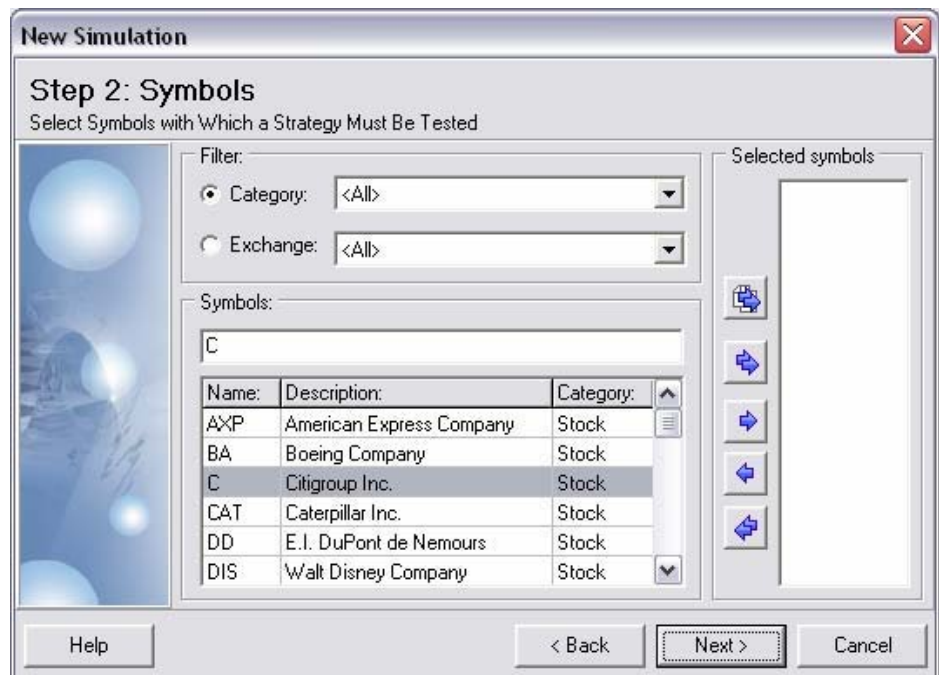 New Simulation
Step 2: Symbols
Select Symbols with Which a Strategy Must Be Tested
Filter:
Category: <All>
Exchange: <All>
Symbols:
C
Name: Description: Category:
AXP American Express Company Stock
BA Boeing Company Stock
C Citigroup Inc. Stock
CAT Caterpillar Inc. Stock
DD E.I. DuPont de Nemours Stock
DIS Walt Disney Company Stock
Selected symbols
Help < Back Next > Cancel